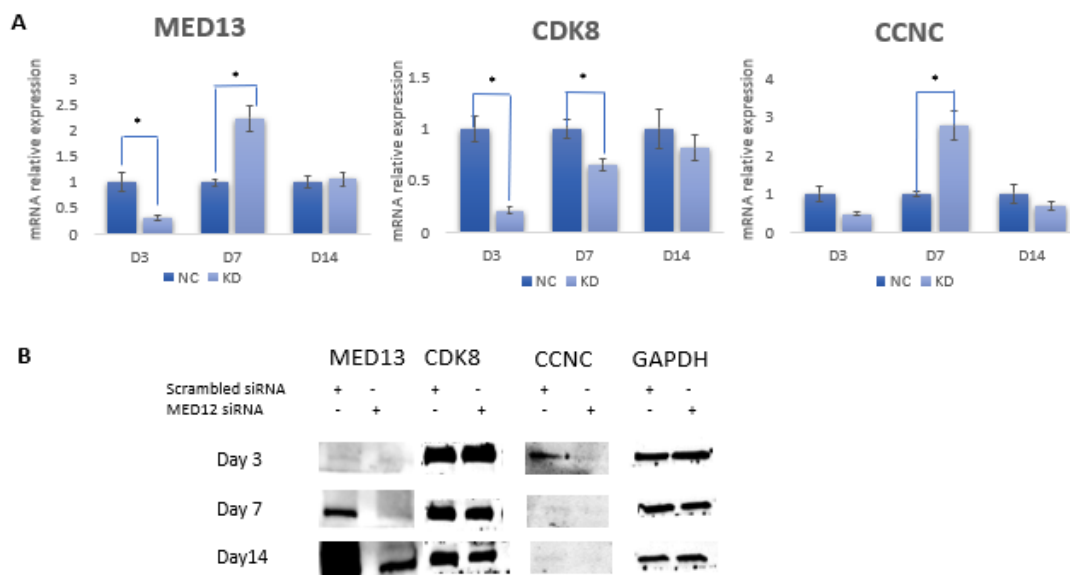 A
MED13
mRNA relative expression
3
2.5
2
1.5
1
0.5
0
*
*
D3 D7 D14
NC KD
CDK8
mRNA relative expression
1.5
1
0.5
0
*
*
D3 D7 D14
NC KD
CCNC
mRNA relative expression
4
3
2
1
0
*
D3 D7 D14
NC KD
B
MED13 CDK8 CCNC GAPDH
Scrambled siRNA + - + - + - + -
MED12 siRNA - + - + - + - +
Day 3
Day 7
Day14